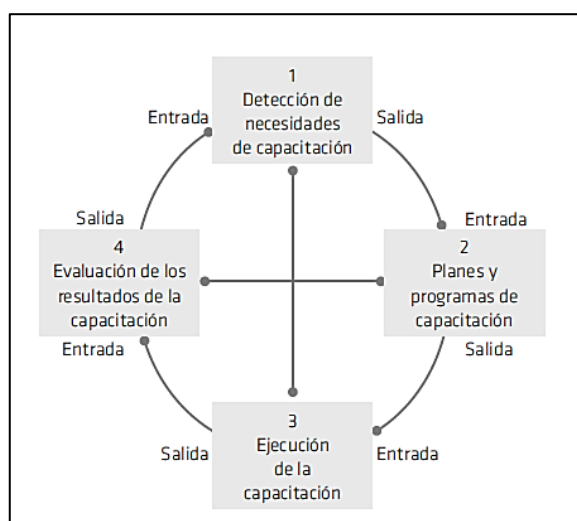 1
Detección de
necesidades
de capacitación
Entrada
Salida
Salida
Entrada
4
Evaluación de los
resultados de la
capacitación
2
Planes y
programas de
capacitación
Entrada
Salida
3
Ejecución
de la
capacitación
Salida
Entrada